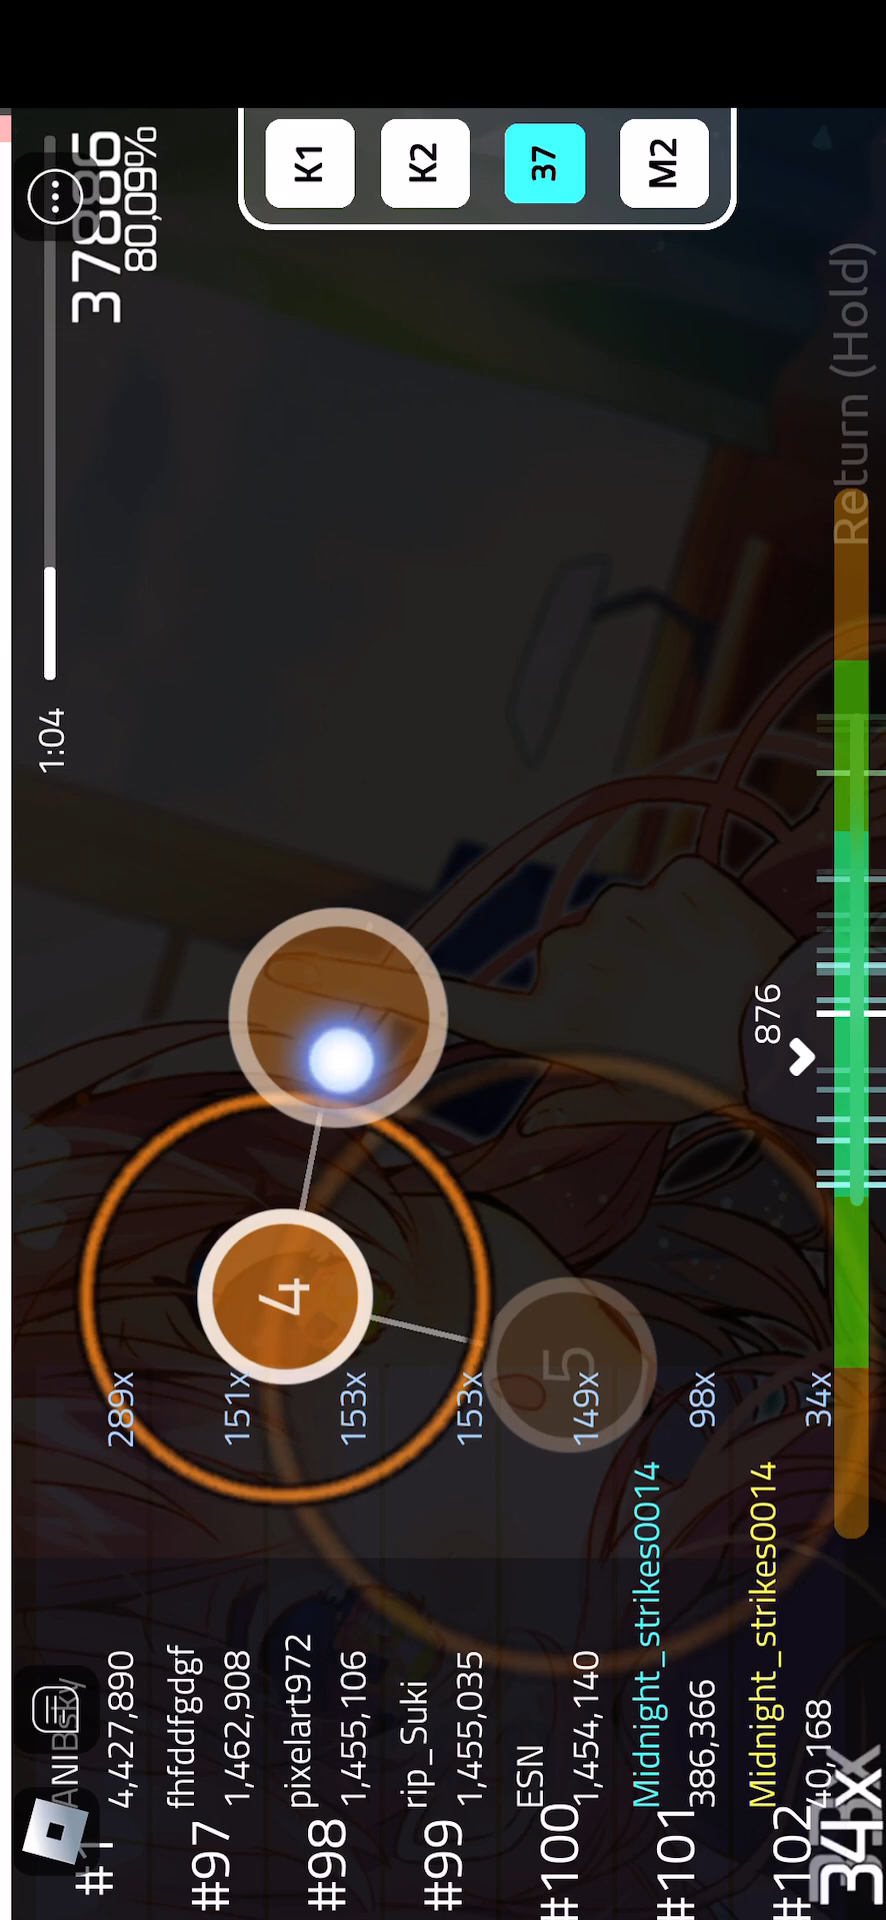 37886
80,09%
1:04
K1
K2
37
M2
Return (Hold)
876
4
5
#1 ANIBsky
4,427,890 289x
#97 fhfddfgdgf
1,462,908 151x
#98 pixelart972
1,455,106 153x
#99 rip_Suki
1,455,035 153x
#100 ESN
1,454,140 149x
#101 Midnight_strikes0014
386,366 98x
#102 Midnight_strikes0014
40,168 34x
34x